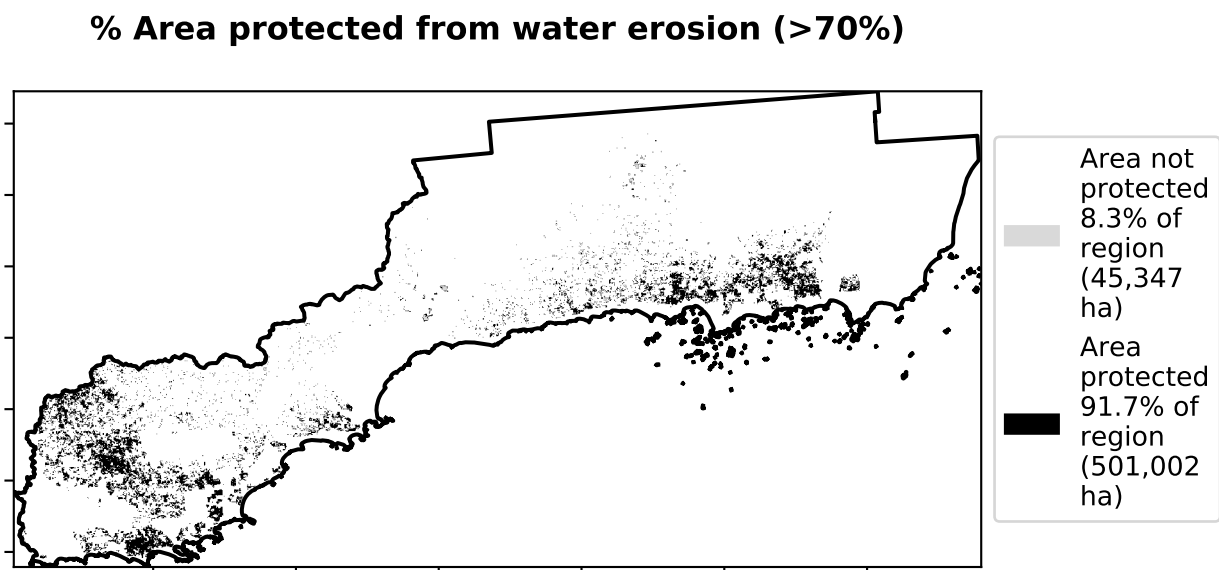 % Area protected from water erosion (>70%)
Area not
protected
8.3% of
region
(45,347
ha)
Area
protected
91.7% of
region
(501,002
ha)